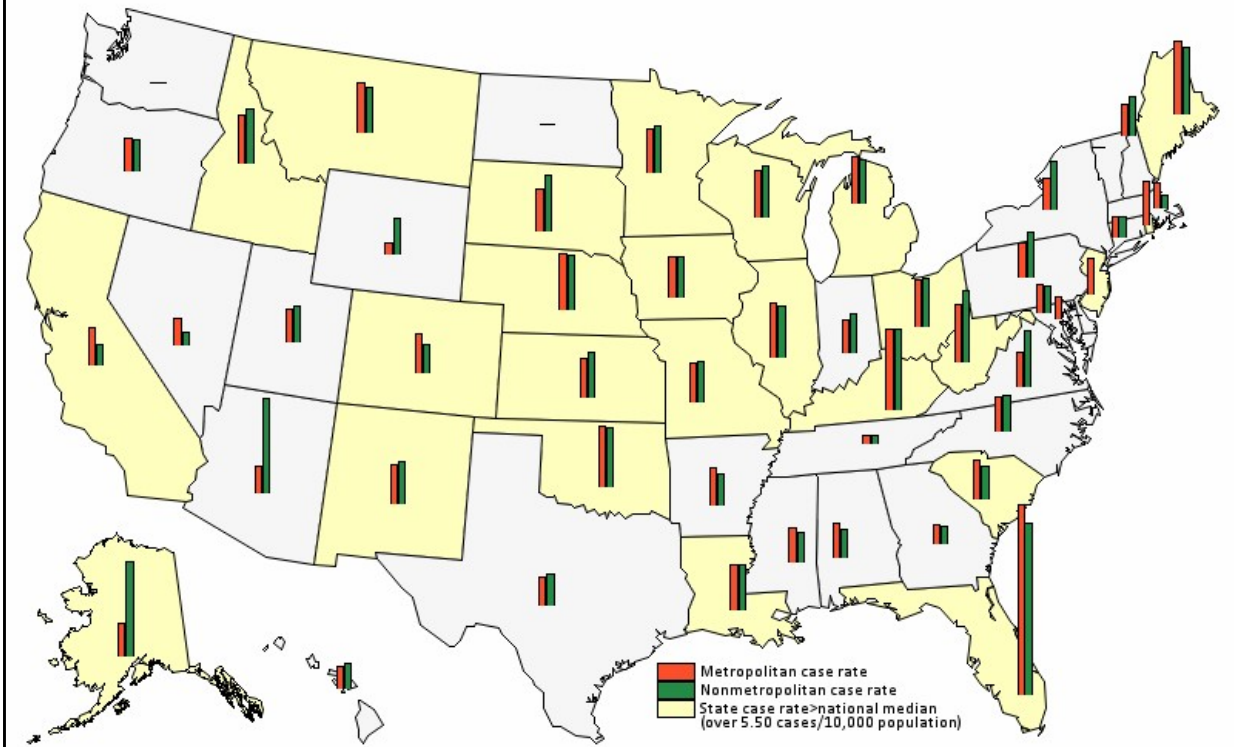 Metropolitan case rate
Nonmetropolitan case rate
State case rate>national median
(over 5.50 cases/10,000 population)